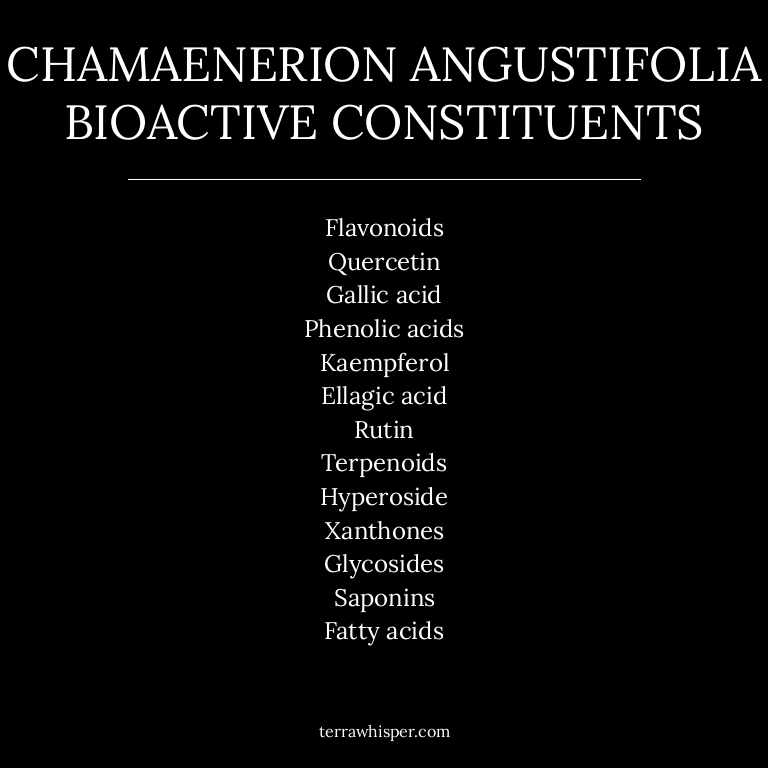 CHAMAENERION ANGUSTIFOLIA
BIOACTIVE CONSTITUENTS
Flavonoids
Quercetin
Gallic acid
Phenolic acids
Kaempferol
Ellagic acid
Rutin
Terpenoids
Hyperoside
Xanthones
Glycosides
Saponins
Fatty acids
terrawhisper.com